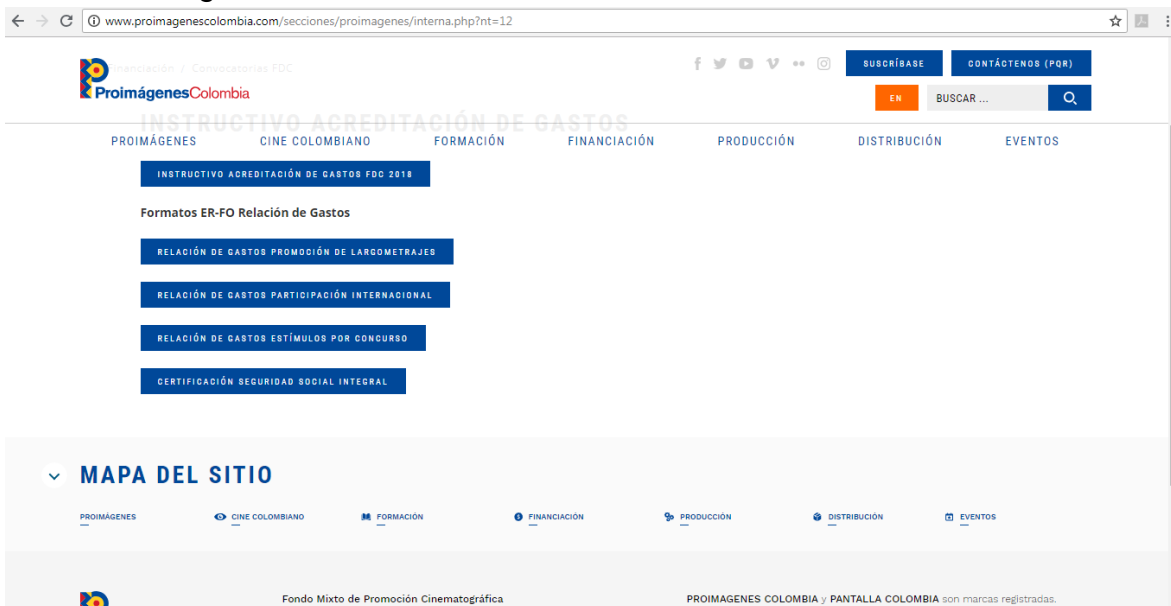 www.proimagenescolombia.com/secciones/proimagenes/interna.php?nt=12
Financiación / Convocatorias FDC
SUSCRÍBASE CONTÁCTENOS (PQR)
ProimágenesColombia
EN BUSCAR ...
INSTRUCTIVO ACREDITACIÓN DE GASTOS
PROIMÁGENES CINE COLOMBIANO FORMACIÓN FINANCIACIÓN PRODUCCIÓN DISTRIBUCIÓN EVENTOS
INSTRUCTIVO ACREDITACIÓN DE GASTOS FDC 2018
Formatos ER-FO Relación de Gastos
RELACIÓN DE GASTOS PROMOCIÓN DE LARGOMETRAJES
RELACIÓN DE GASTOS PARTICIPACIÓN INTERNACIONAL
RELACIÓN DE GASTOS ESTÍMULOS POR CONCURSO
CERTIFICACIÓN SEGURIDAD SOCIAL INTEGRAL
MAPA DEL SITIO
PROIMÁGENES CINE COLOMBIANO FORMACIÓN FINANCIACIÓN PRODUCCIÓN DISTRIBUCIÓN EVENTOS
Fondo Mixto de Promoción Cinematográfica PROIMAGENES COLOMBIA y PANTALLA COLOMBIA son marcas registradas.